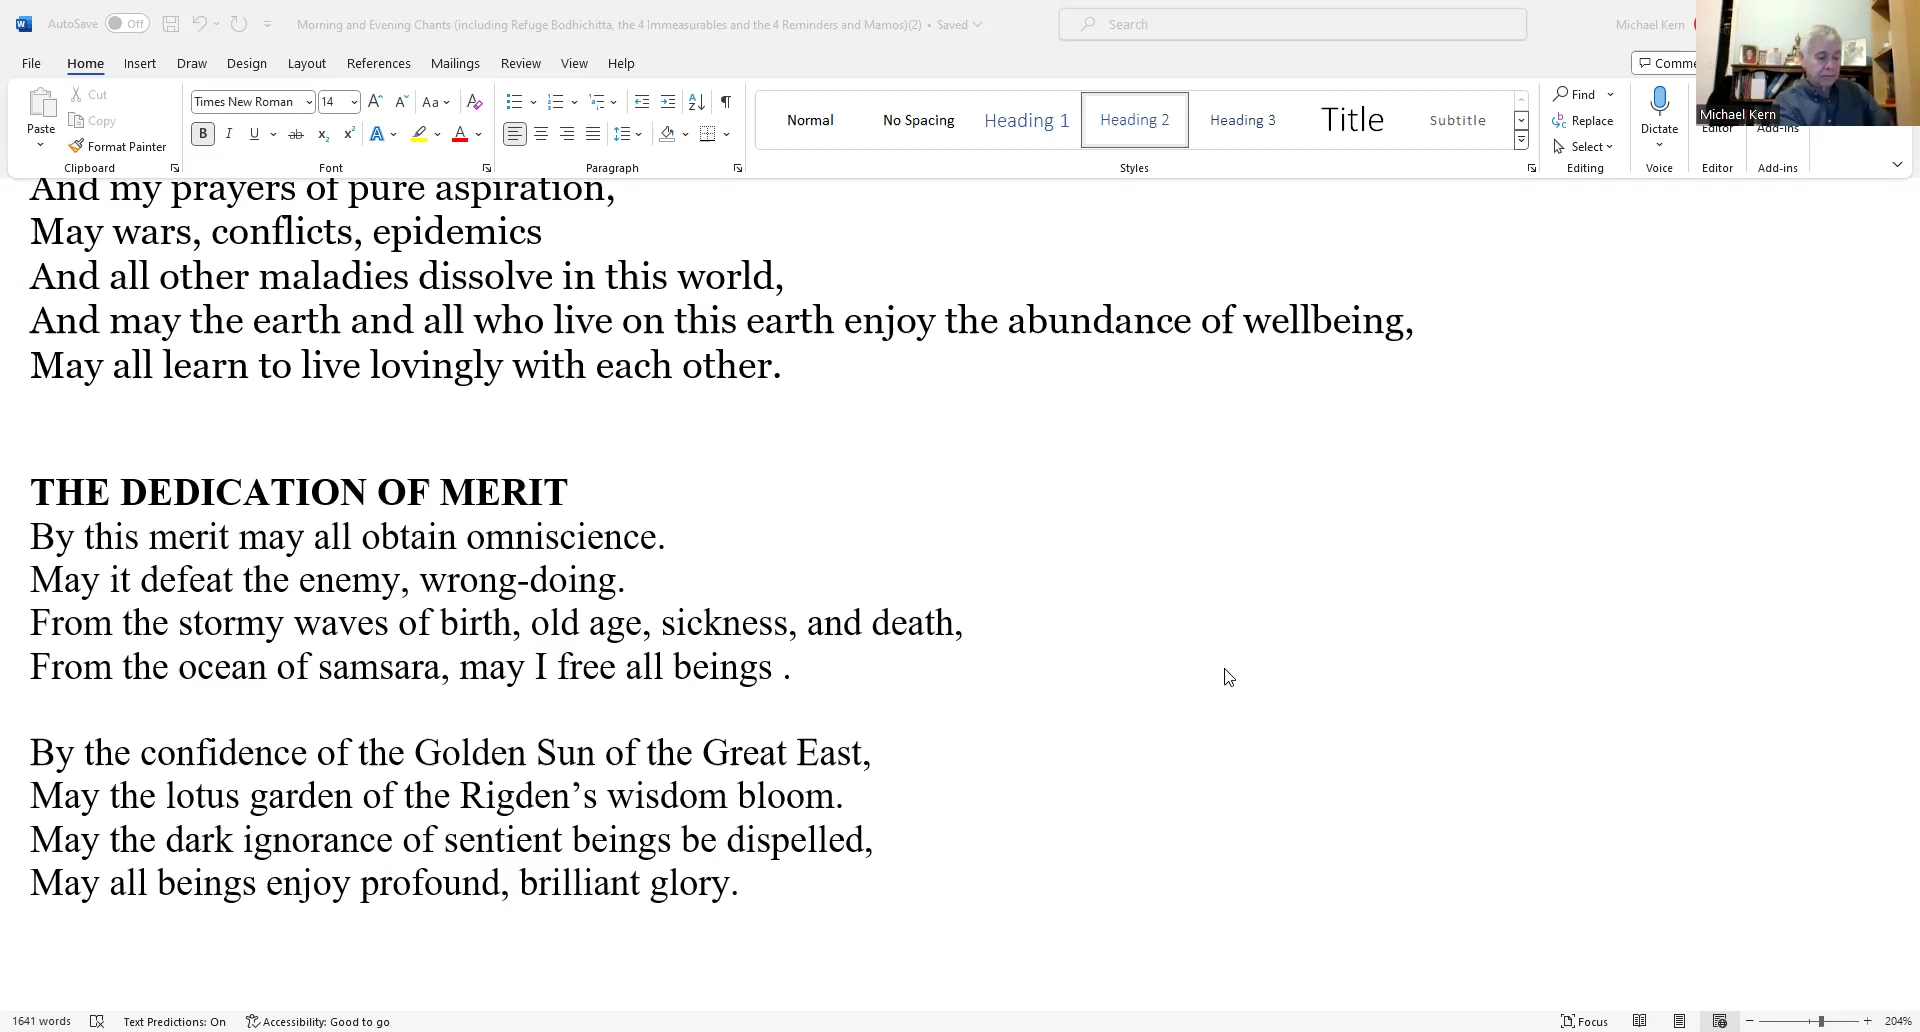 AutoSave Off Morning and Evening Chants (including Refuge Bodhichitta, the 4 Immeasurables and the 4 Reminders and Mamos)(2) • Saved Search Michael Kern
File Home Insert Draw Design Layout References Mailings Review View Help
Paste
Cut
Copy
Format Painter
Clipboard
Times New Roman 14
Font
Paragraph
Normal No Spacing Heading 1 Heading 2 Heading 3 Title Subtitle
Styles
Find
Replace
Select
Editing
Dictate
Voice
Editor
Editor
Add-ins
Add-ins
Michael Kern
And my prayers of pure aspiration,
May wars, conflicts, epidemics
And all other maladies dissolve in this world,
And may the earth and all who live on this earth enjoy the abundance of wellbeing,
May all learn to live lovingly with each other.
THE DEDICATION OF MERIT
By this merit may all obtain omniscience.
May it defeat the enemy, wrong-doing.
From the stormy waves of birth, old age, sickness, and death,
From the ocean of samsara, may I free all beings .
By the confidence of the Golden Sun of the Great East,
May the lotus garden of the Rigden’s wisdom bloom.
May the dark ignorance of sentient beings be dispelled,
May all beings enjoy profound, brilliant glory.
1641 words Text Predictions: On Accessibility: Good to go Focus 204%